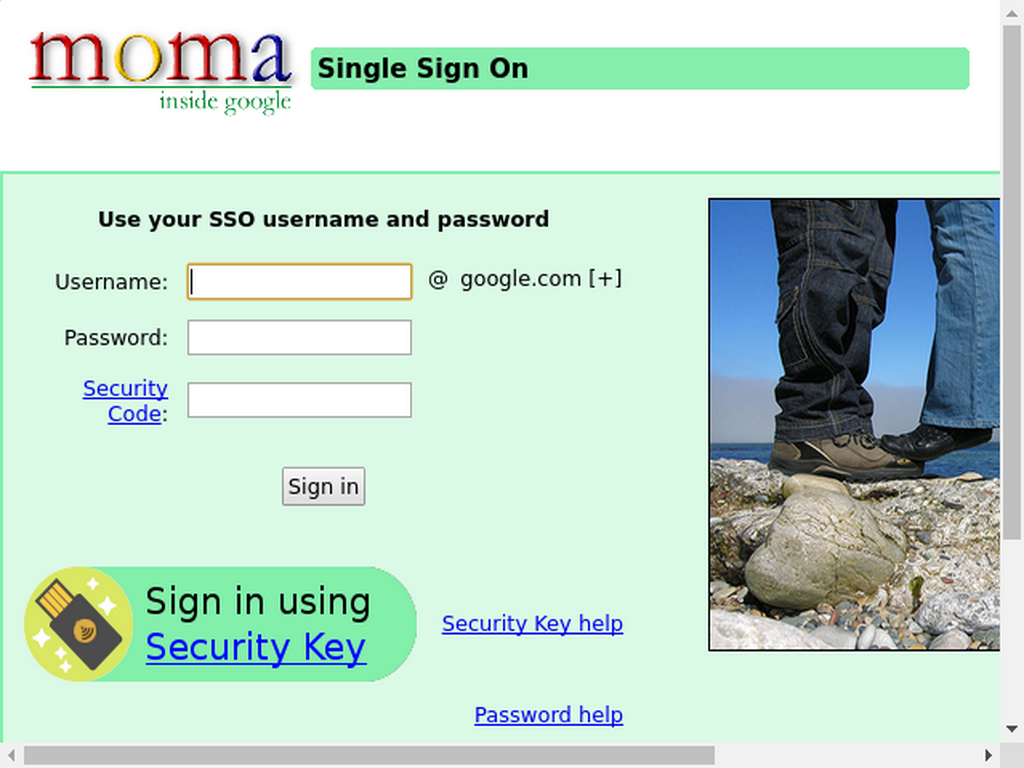 moma
inside google
Single Sign On
Use your SSO username and password
Username:
@ google.com [+]
Password:
Security
Code:
Sign in
Sign in using
Security Key
Security Key help
Password help